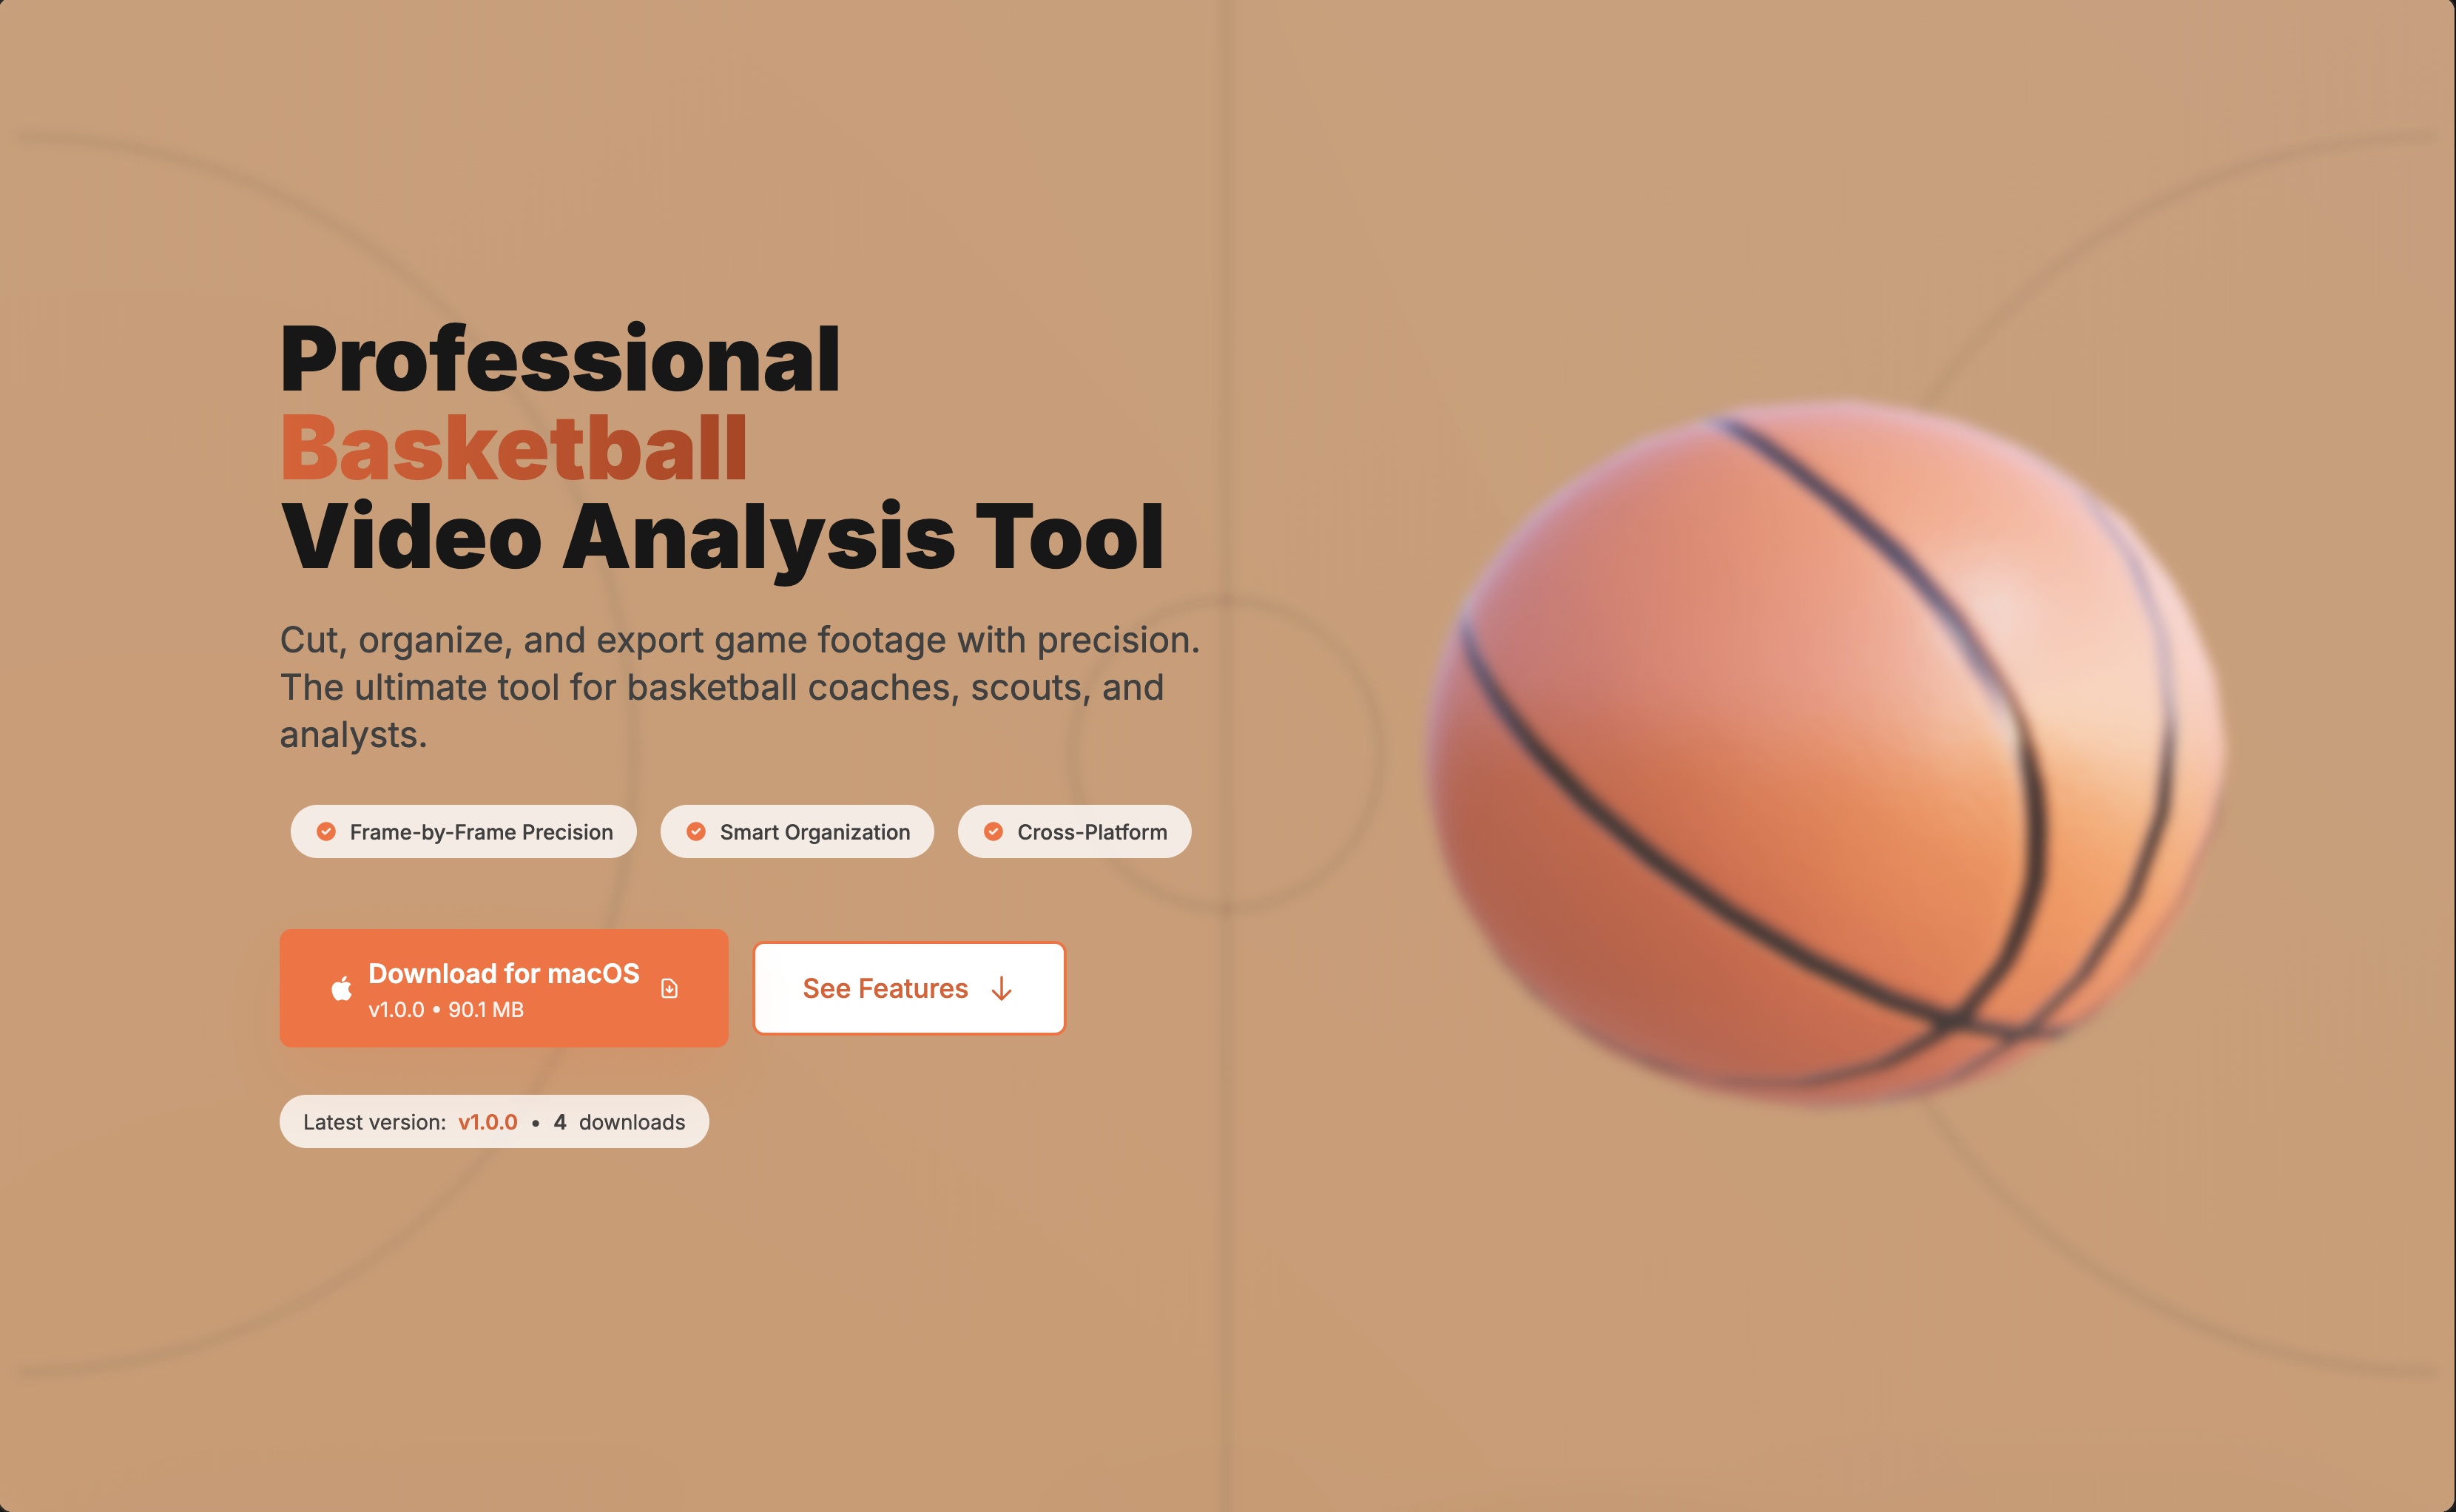 Professional
Basketball
Video Analysis Tool
Cut, organize, and export game footage with precision.
The ultimate tool for basketball coaches, scouts, and
analysts.
Frame-by-Frame Precision Smart Organization Cross-Platform
Download for macOS
v1.0.0 • 90.1 MB
See Features
Latest version: v1.0.0 • 4 downloads